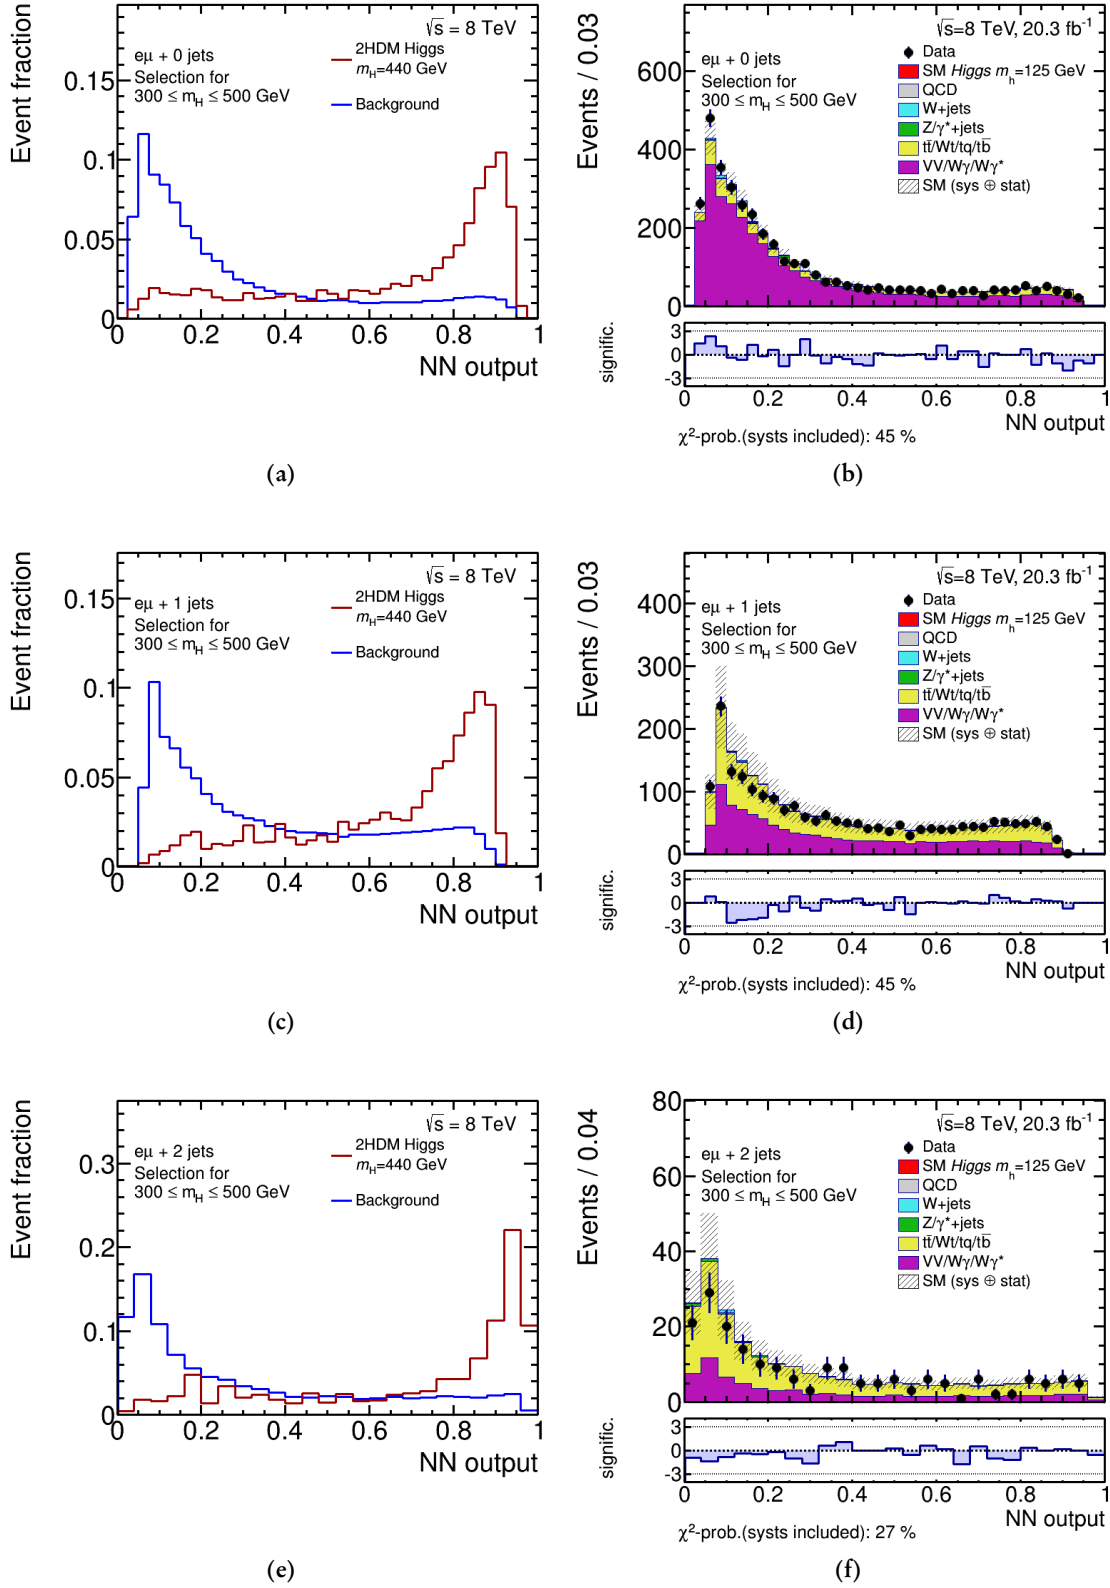 Event fraction
√s = 8 TeV
eμ + 0 jets
Selection for
300 ≤ m_H ≤ 500 GeV
2HDM Higgs
m_H=440 GeV
Background
0.15
0.1
0.05
0
0 0.2 0.4 0.6 0.8 1
NN output
(a)
Events / 0.03
√s=8 TeV, 20.3 fb⁻¹
eμ + 0 jets
Selection for
300 ≤ m_H ≤ 500 GeV
Data
SM Higgs m_h=125 GeV
QCD
W+jets
Z/γ*+jets
tt̄/Wt/tq/tb̄
VV/Wγ/Wγ*
SM (sys ⊕ stat)
600
400
200
0
signific.
3
0
-3
0 0.2 0.4 0.6 0.8 1
NN output
χ²-prob.(systs included): 45 %
(b)
Event fraction
√s = 8 TeV
eμ + 1 jets
Selection for
300 ≤ m_H ≤ 500 GeV
2HDM Higgs
m_H=440 GeV
Background
0.15
0.1
0.05
0
0 0.2 0.4 0.6 0.8 1
NN output
(c)
Events / 0.03
√s=8 TeV, 20.3 fb⁻¹
eμ + 1 jets
Selection for
300 ≤ m_H ≤ 500 GeV
Data
SM Higgs m_h=125 GeV
QCD
W+jets
Z/γ*+jets
tt̄/Wt/tq/tb̄
VV/Wγ/Wγ*
SM (sys ⊕ stat)
400
300
200
100
0
signific.
3
0
-3
0 0.2 0.4 0.6 0.8 1
NN output
χ²-prob.(systs included): 45 %
(d)
Event fraction
√s = 8 TeV
eμ + 2 jets
Selection for
300 ≤ m_H ≤ 500 GeV
2HDM Higgs
m_H=440 GeV
Background
0.3
0.2
0.1
0
0 0.2 0.4 0.6 0.8 1
NN output
(e)
Events / 0.04
√s=8 TeV, 20.3 fb⁻¹
eμ + 2 jets
Selection for
300 ≤ m_H ≤ 500 GeV
Data
SM Higgs m_h=125 GeV
QCD
W+jets
Z/γ*+jets
tt̄/Wt/tq/tb̄
VV/Wγ/Wγ*
SM (sys ⊕ stat)
80
60
40
20
0
signific.
3
0
-3
0 0.2 0.4 0.6 0.8 1
NN output
χ²-prob.(systs included): 27 %
(f)